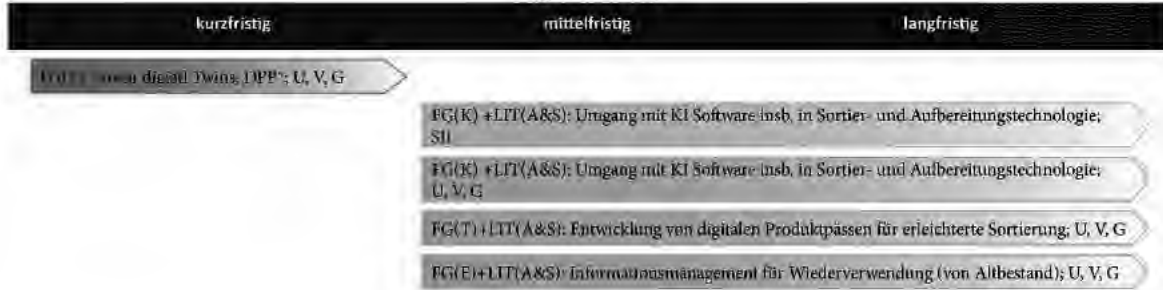 kurzfristig mittelfristig langfristig
digital Twins, DPP"; U, V, G
FG(K) +LIT(A&S): Umgang mit KI Software insb. in Sortier- und Aufbereitungstechnologie;
SII
FG(K) +LIT(A&S): Umgang mit KI Software insb. in Sortier- und Aufbereitungstechnologie;
U, V, G
FG(T)+LIT(A&S): Entwicklung von digitalen Produktpässen für erleichterte Sortierung; U, V, G
FG(E)+LIT(A&S): Informationsmanagement für Wiederverwendung (von Altbestand); U, V, G